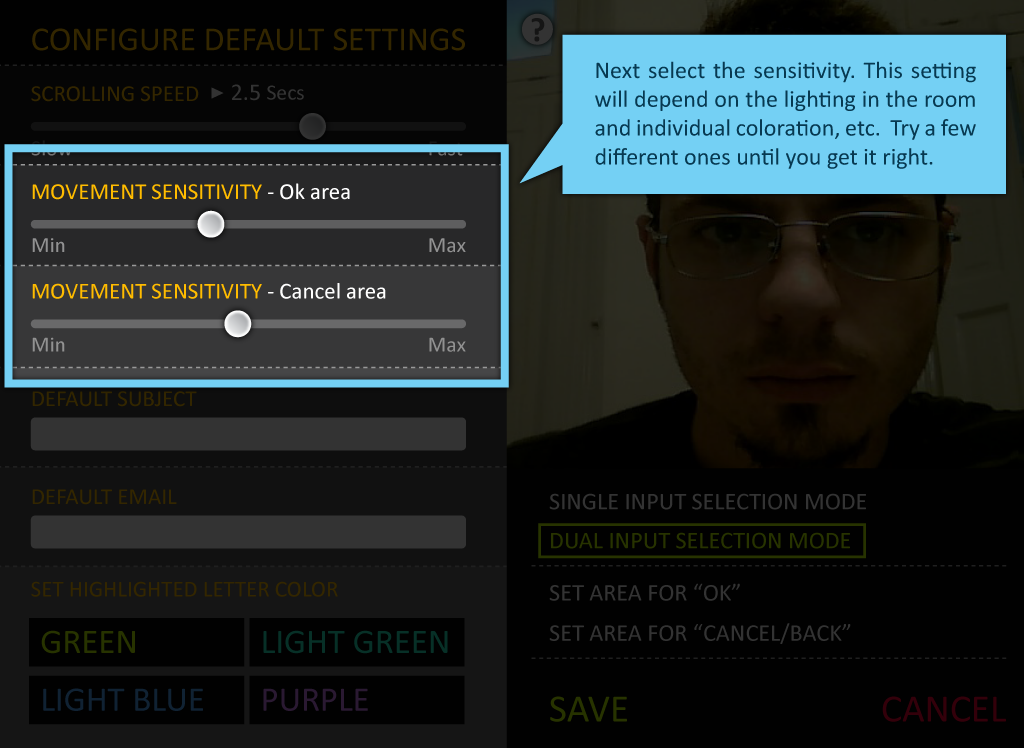 CONFIGURE DEFAULT SETTINGS
SCROLLING SPEED ► 2.5 Secs
Slow Fast
MOVEMENT SENSITIVITY - Ok area
Min Max
MOVEMENT SENSITIVITY - Cancel area
Min Max
DEFAULT SUBJECT
DEFAULT EMAIL
SET HIGHLIGHTED LETTER COLOR
GREEN LIGHT GREEN
LIGHT BLUE PURPLE
?
Next select the sensitivity. This setting
will depend on the lighting in the room
and individual coloration, etc. Try a few
different ones until you get it right.
SINGLE INPUT SELECTION MODE
DUAL INPUT SELECTION MODE
SET AREA FOR “OK”
SET AREA FOR “CANCEL/BACK”
SAVE CANCEL